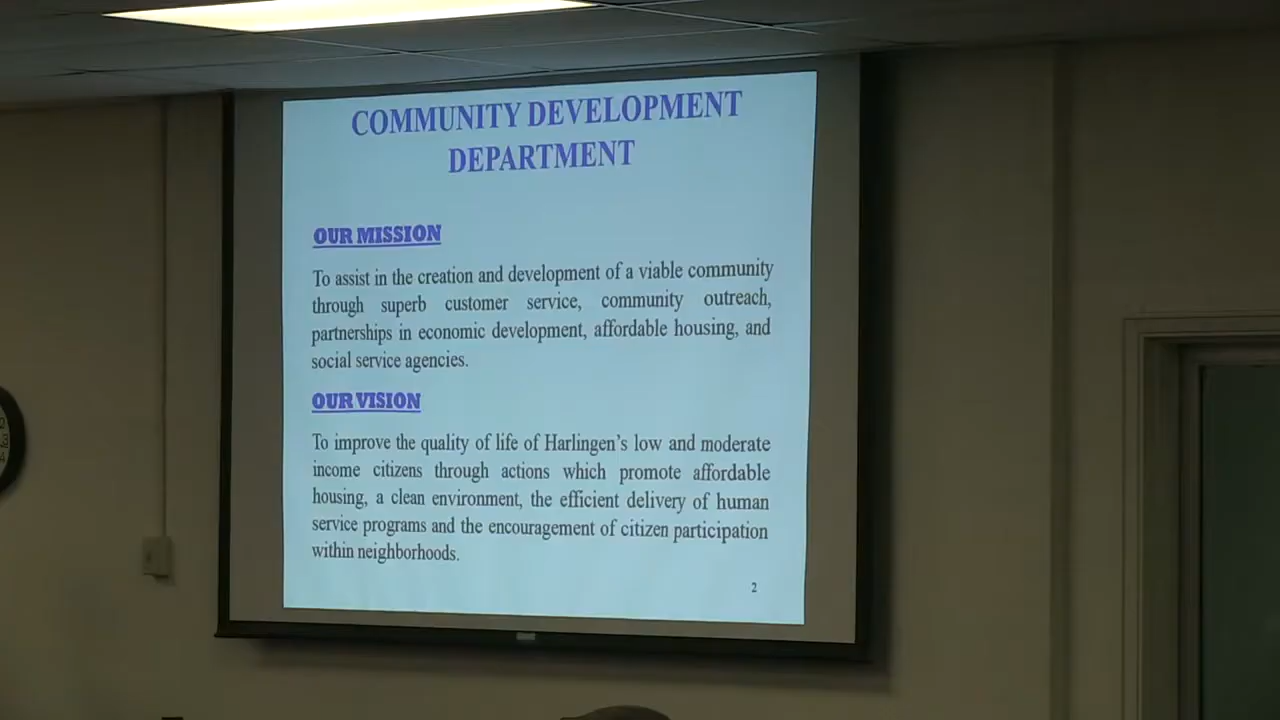 COMMUNITY DEVELOPMENT
DEPARTMENT
OUR MISSION
To assist in the creation and development of a viable community
through superb customer service, community outreach,
partnerships in economic development, affordable housing, and
social service agencies.
OUR VISION
To improve the quality of life of Harlingen's low and moderate
income citizens through actions which promote affordable
housing, a clean environment, the efficient delivery of human
service programs and the encouragement of citizen participation
within neighborhoods.
2